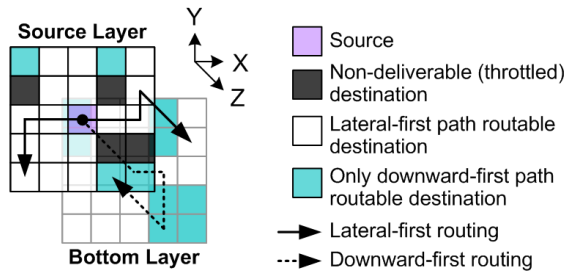 Source Layer
Y
X
Z
Bottom Layer
Source
Non-deliverable (throttled)
destination
Lateral-first path routable
destination
Only downward-first path
routable destination
Lateral-first routing
Downward-first routing